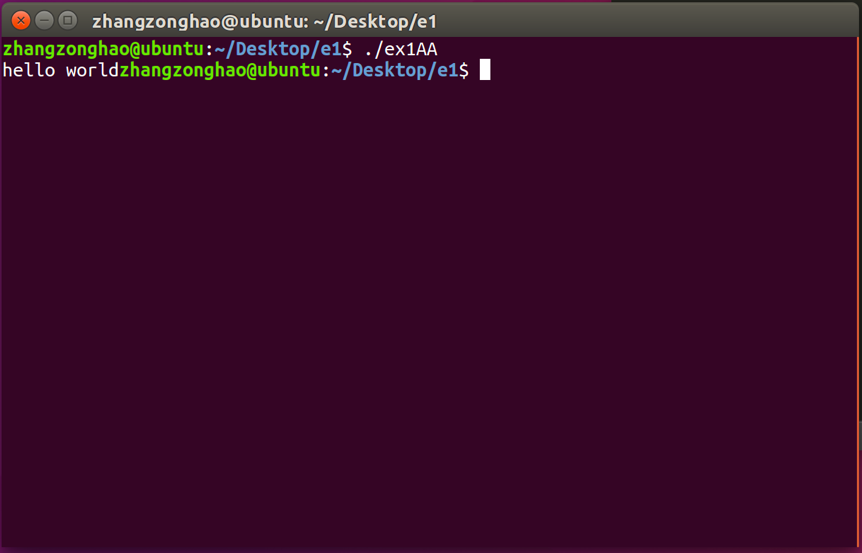 zhangzonghao@ubuntu: ~/Desktop/e1
zhangzonghao@ubuntu:~/Desktop/e1$ ./ex1AA
hello worldzhangzonghao@ubuntu:~/Desktop/e1$